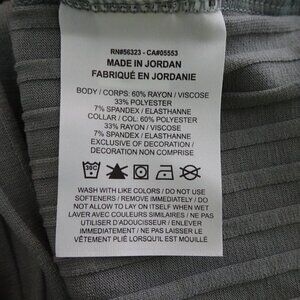 RN#56323 - CA#05553
MADE IN JORDAN
FABRIQUÉ EN JORDANIE
BODY / CORPS: 60% RAYON / VISCOSE
33% POLYESTER
7% SPANDEX / ELASTHANNE
COLLAR / COL: 60% POLYESTER
33% RAYON / VISCOSE
7% SPANDEX / ELASTHANNE
EXCLUSIVE OF DECORATION /
DECORATION NON COMPRISE
30C
WASH WITH LIKE COLORS / DO NOT USE
SOFTENERS / REMOVE IMMEDIATELY / DO
NOT ALLOW TO LAY ON ITSELF WHEN WET
LAVER AVEC COULEURS SIMILAIRES / NE PAS
UTILISER D'ADOUCISSEUR / ENLEVER
IMMÉDIATEMENT / NE PAS LAISSER LE
VÊTEMENT PLIÉ LORSQU'IL EST MOUILLÉ